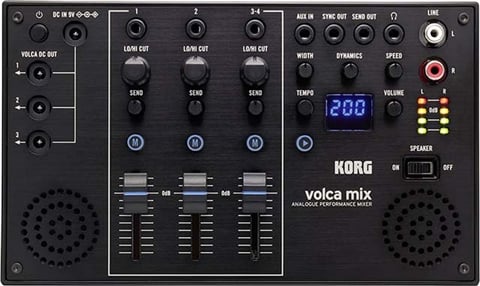 DC IN 9V
1
2
3-4
AUX IN
SYNC OUT
SEND OUT
LINE
L
R
VOLCA DC OUT
1
2
3
LO/HI CUT
LO/HI CUT
LO/HI CUT
WIDTH
DYNAMICS
SPEED
SEND
SEND
SEND
TEMPO
200
VOLUME
L
R
dB
M
M
M
SPEAKER
ON
OFF
KORG
volca mix
ANALOGUE PERFORMANCE MIXER
0dB
0dB
0dB